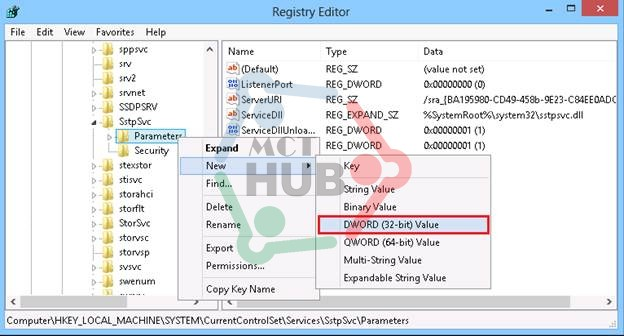 Registry Editor
File Edit View Favorites Help
sppsvc
srv
srv2
srvnet
SSDPSRV
SstpSvc
Parameters
Security
stexstor
stisvc
storahci
storflt
StorSvc
storvsc
storvsp
svsvc
swenum
Name Type Data
(Default) REG_SZ (value not set)
ListenerPort REG_DWORD 0x00000000 (0)
ServerURI REG_SZ /sra_{BA195980-CD49-458b-9E23-C84EE0ADC
ServiceDll REG_EXPAND_SZ %SystemRoot%\system32\sstpsvc.dll
ServiceDllUnloa... REG_DWORD 0x00000001 (1)
REG_DWORD 0x00000001 (1)
Expand
New
Find...
Delete
Rename
Export
Permissions...
Copy Key Name
Key
String Value
Binary Value
DWORD (32-bit) Value
QWORD (64-bit) Value
Multi-String Value
Expandable String Value
MCT
HUB
Computer\HKEY_LOCAL_MACHINE\SYSTEM\CurrentControlSet\Services\SstpSvc\Parameters